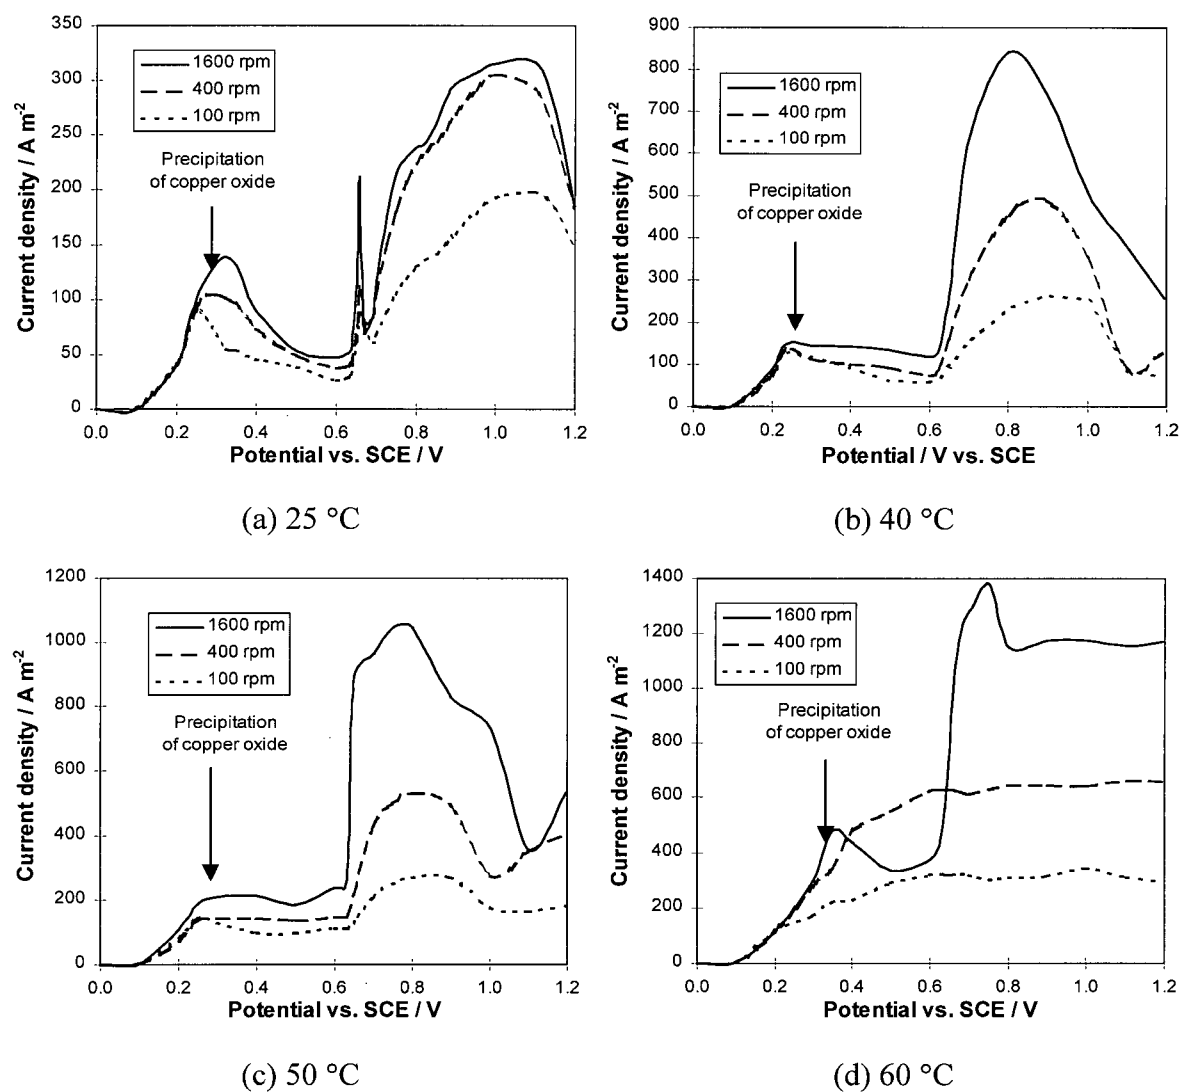 350
300
250
200
150
100
50
0
Current density / A m-2
1600 rpm
400 rpm
100 rpm
Precipitation
of copper oxide
0.0 0.2 0.4 0.6 0.8 1.0 1.2
Potential vs. SCE / V
(a) 25 °C
900
800
700
600
500
400
300
200
100
0
Current density / A m-2
1600 rpm
400 rpm
100 rpm
Precipitation
of copper oxide
0.0 0.2 0.4 0.6 0.8 1.0 1.2
Potential / V vs. SCE
(b) 40 °C
1200
1000
800
600
400
200
0
Current density / A m-2
1600 rpm
400 rpm
100 rpm
Precipitation
of copper oxide
0.0 0.2 0.4 0.6 0.8 1.0 1.2
Potential vs. SCE / V
(c) 50 °C
1400
1200
1000
800
600
400
200
0
Current density / A m-2
1600 rpm
400 rpm
100 rpm
Precipitation
of copper oxide
0.0 0.2 0.4 0.6 0.8 1.0 1.2
Potential vs. SCE / V
(d) 60 °C